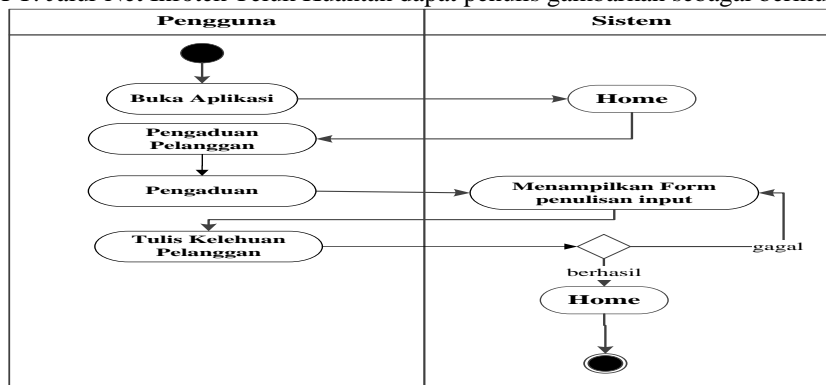 Pengguna Sistem
Buka Aplikasi Home
Pengaduan
Pelanggan
Pengaduan
Menampilkan Form
penulisan input
Tulis Kelehuan
Pelanggan
gagal
berhasil
Home